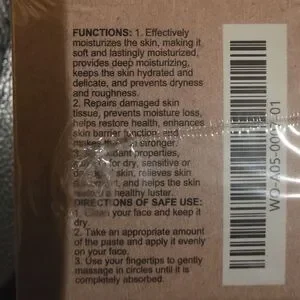 FUNCTIONS: 1. Effectively
moisturizes the skin, making it
soft and lastingly moisturized,
provides deep moisturizing,
keeps the skin hydrated and
delicate, and prevents dryness
and roughness.
2. Repairs damaged skin
tissue, prevents moisture loss,
helps restore health, enhances
skin barrier function, and
makes stronger.
3. properties,
for dry, sensitive or
skin, relieves skin
and helps the skin
healthy luster.
DIRECTIONS OF SAFE USE:
1. Clean your face and keep it
dry.
2. Take an appropriate amount
of the paste and apply it evenly
on your face.
3. Use your fingertips to gently
massage in circles until it is
completely absorbed.